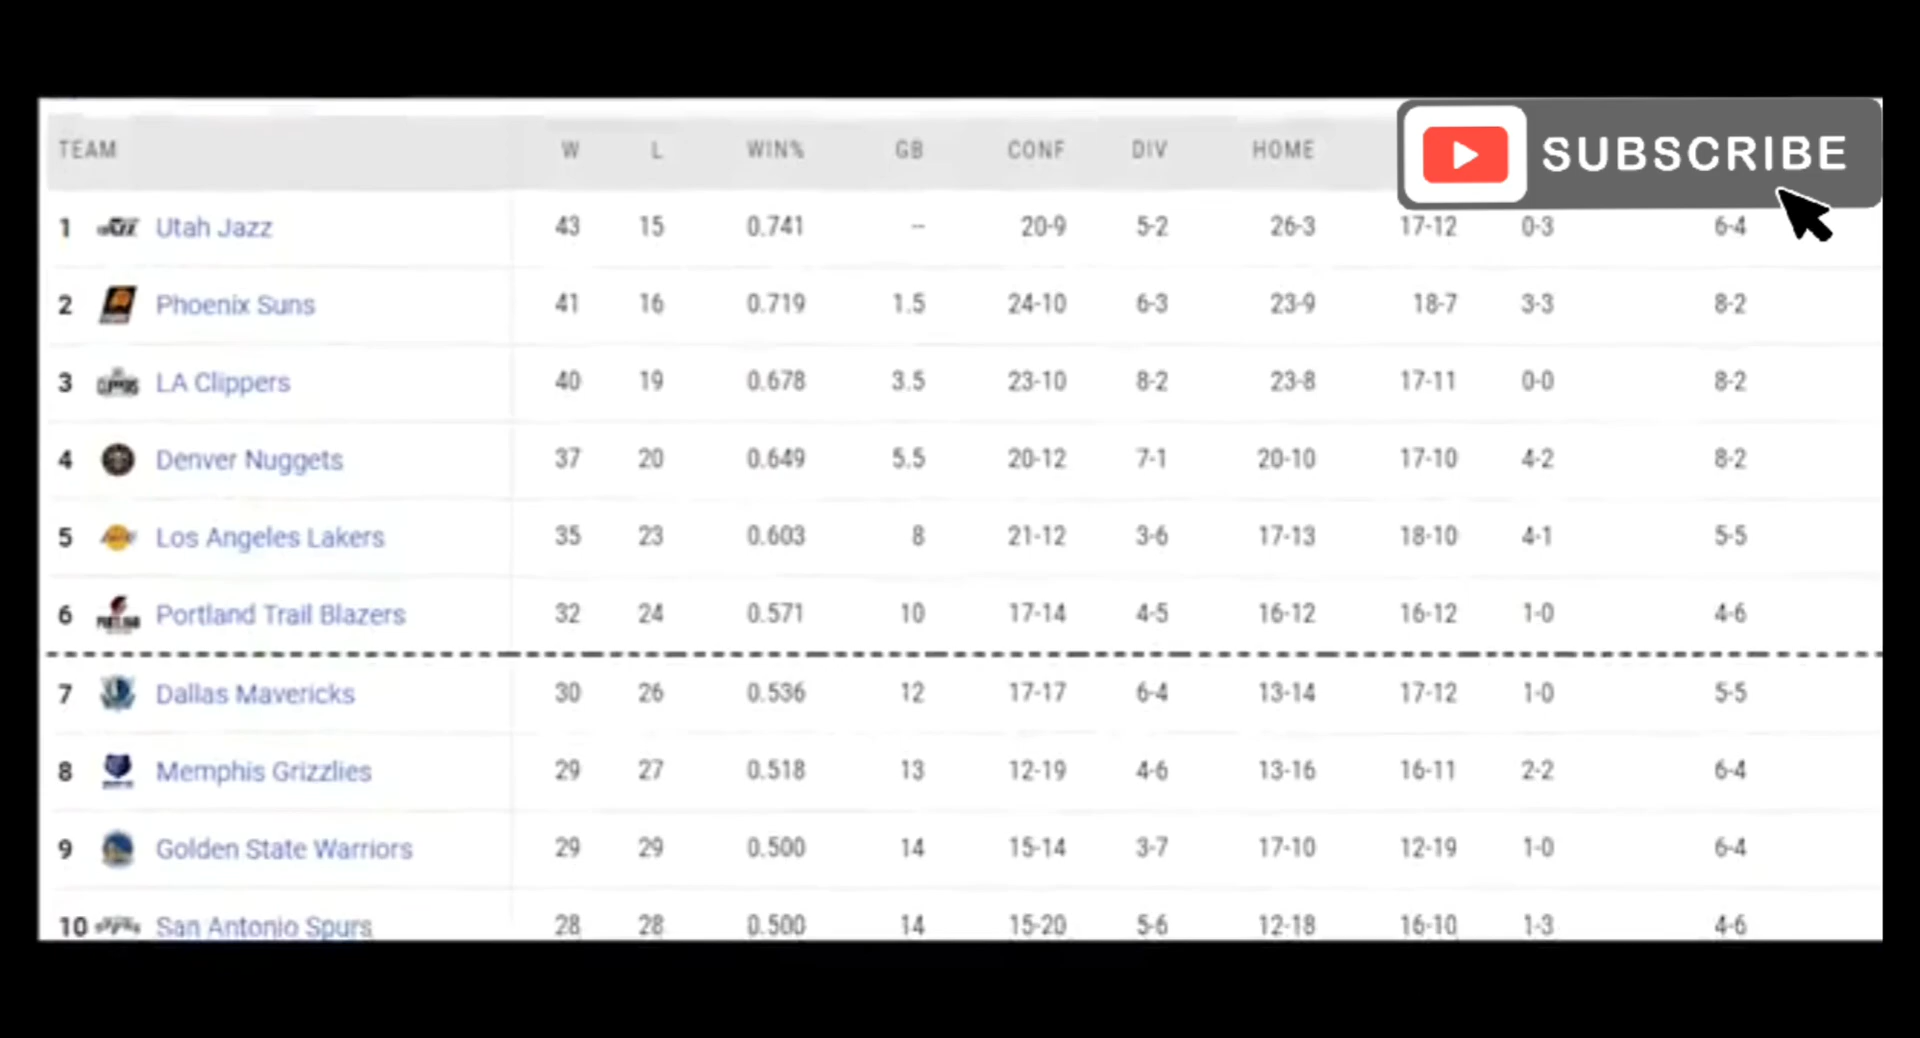 TEAM W L WIN% GB CONF DIV HOME
SUBSCRIBE
1 Utah Jazz 43 15 0.741 -- 20-9 5-2 26-3 17-12 0-3 6-4
2 Phoenix Suns 41 16 0.719 1.5 24-10 6-3 23-9 18-7 3-3 8-2
3 LA Clippers 40 19 0.678 3.5 23-10 8-2 23-8 17-11 0-0 8-2
4 Denver Nuggets 37 20 0.649 5.5 20-12 7-1 20-10 17-10 4-2 8-2
5 Los Angeles Lakers 35 23 0.603 8 21-12 3-6 17-13 18-10 4-1 5-5
6 Portland Trail Blazers 32 24 0.571 10 17-14 4-5 16-12 16-12 1-0 4-6
7 Dallas Mavericks 30 26 0.536 12 17-17 6-4 13-14 17-12 1-0 5-5
8 Memphis Grizzlies 29 27 0.518 13 12-19 4-6 13-16 16-11 2-2 6-4
9 Golden State Warriors 29 29 0.500 14 15-14 3-7 17-10 12-19 1-0 6-4
10 San Antonio Spurs 28 28 0.500 14 15-20 5-6 12-18 16-10 1-3 4-6